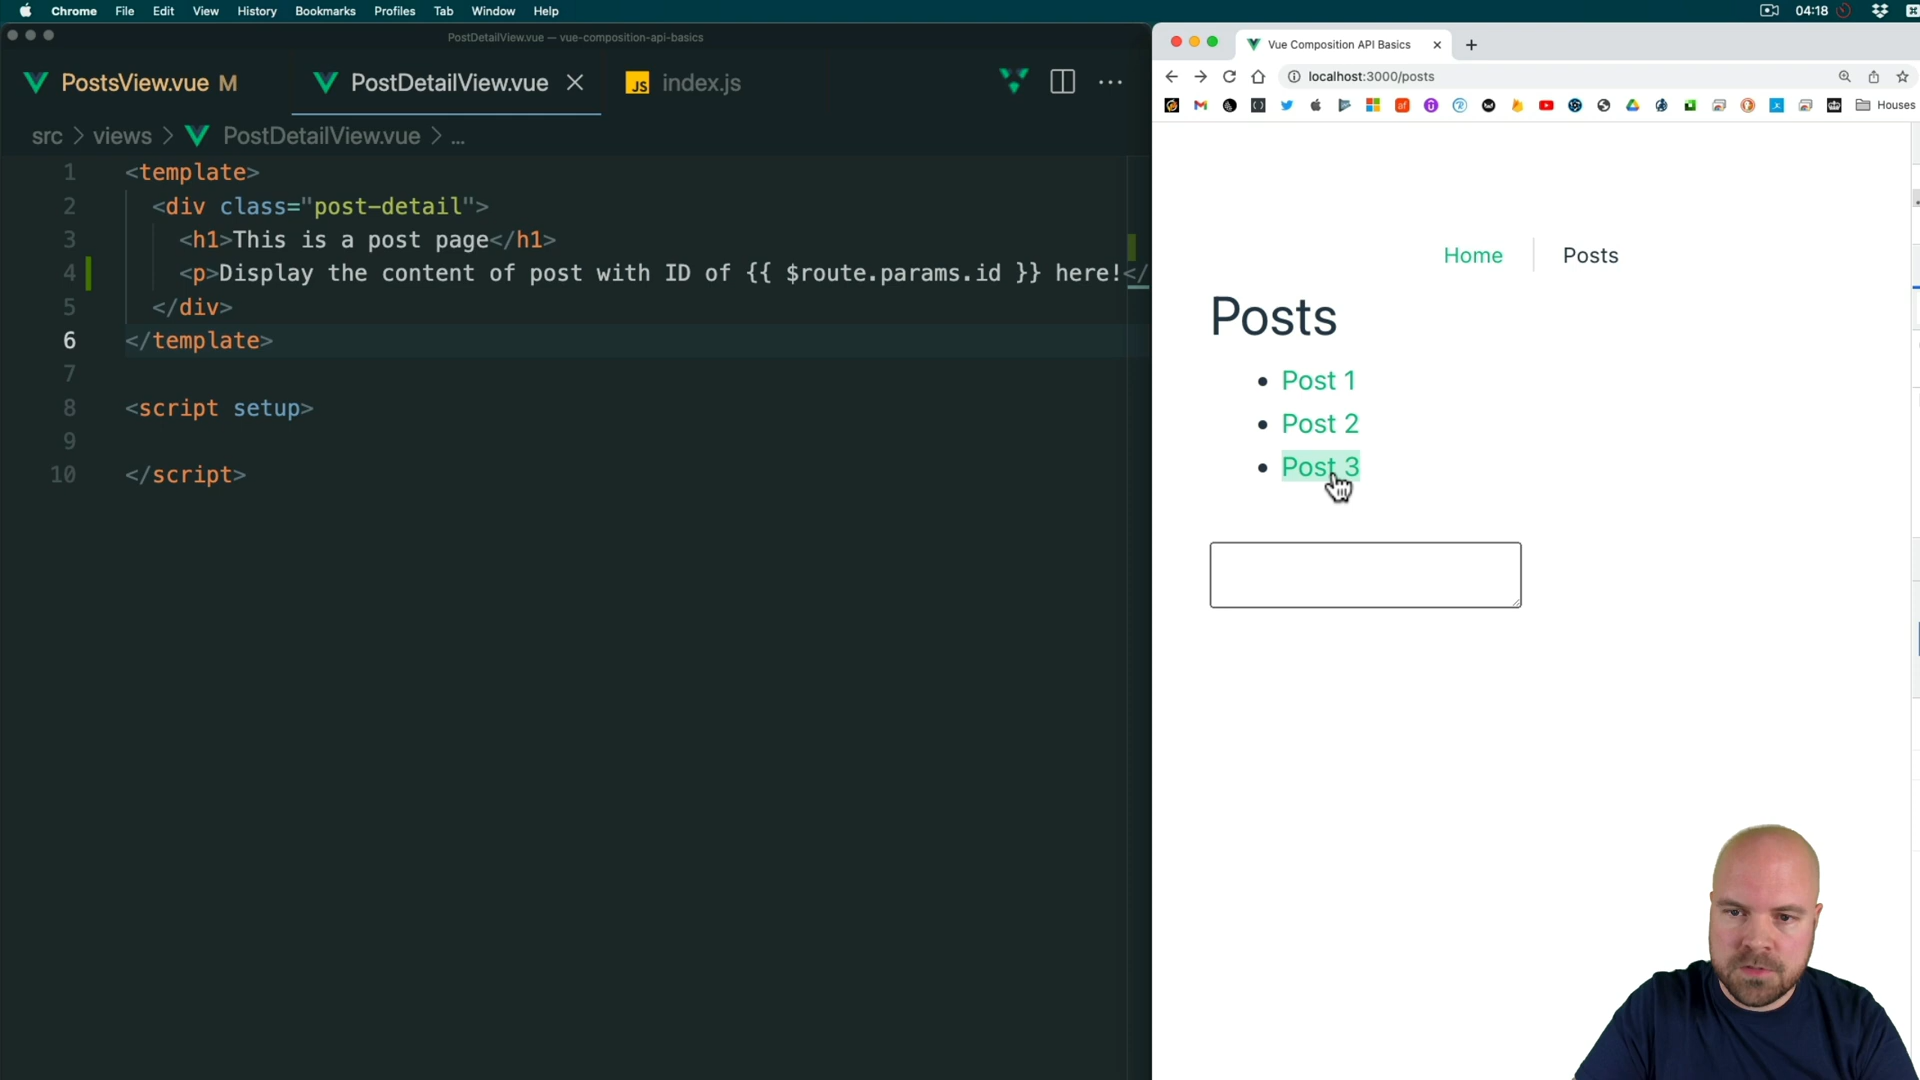 Chrome File Edit View History Bookmarks Profiles Tab Window Help
04:18
PostDetailView.vue — vue-composition-api-basics
PostsView.vue M
PostDetailView.vue
JS index.js
src > views > PostDetailView.vue > ...
1 <template>
2 <div class="post-detail">
3 <h1>This is a post page</h1>
4 <p>Display the content of post with ID of {{ $route.params.id }} here!</
5 </div>
6 </template>
7
8 <script setup>
9
10 </script>
Vue Composition API Basics
localhost:3000/posts
Houses
Home
Posts
Posts
Post 1
Post 2
Post 3